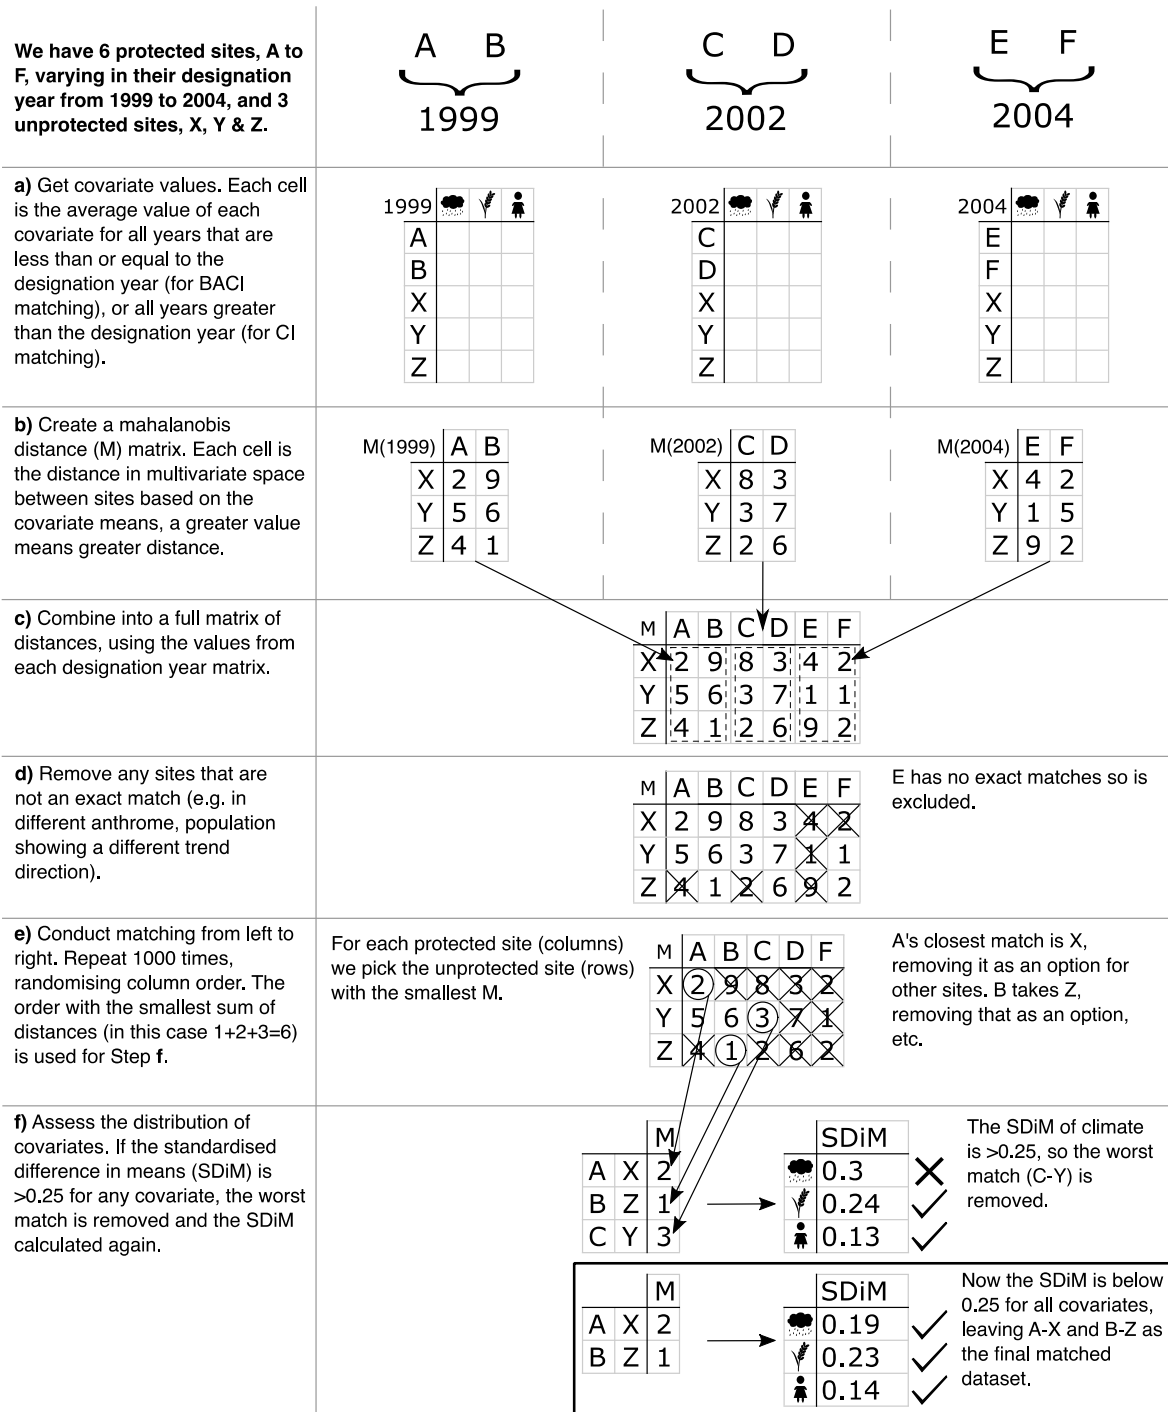 We have 6 protected sites, A to
F, varying in their designation
year from 1999 to 2004, and 3
unprotected sites, X, Y & Z.
A B
1999
C D
2002
E F
2004
a) Get covariate values. Each cell
is the average value of each
covariate for all years that are
less than or equal to the
designation year (for BACI
matching), or all years greater
than the designation year (for CI
matching).
1999
A
B
X
Y
Z
2002
C
D
X
Y
Z
2004
E
F
X
Y
Z
b) Create a mahalanobis
distance (M) matrix. Each cell is
the distance in multivariate space
between sites based on the
covariate means, a greater value
means greater distance.
M(1999) A B
X 2 9
Y 5 6
Z 4 1
M(2002) C D
X 8 3
Y 3 7
Z 2 6
M(2004) E F
X 4 2
Y 1 5
Z 9 2
c) Combine into a full matrix of
distances, using the values from
each designation year matrix.
M A B C D E F
X 2 9 8 3 4 2
Y 5 6 3 7 1 1
Z 4 1 2 6 9 2
d) Remove any sites that are
not an exact match (e.g. in
different anthrome, population
showing a different trend
direction).
M A B C D E F
X 2 9 8 3 4 2
Y 5 6 3 7 1 1
Z 4 1 2 6 9 2
E has no exact matches so is
excluded.
e) Conduct matching from left to
right. Repeat 1000 times,
randomising column order. The
order with the smallest sum of
distances (in this case 1+2+3=6)
is used for Step f.
For each protected site (columns)
we pick the unprotected site (rows)
with the smallest M.
M A B C D F
X 2 9 8 3 2
Y 5 6 3 7 1
Z 4 1 2 6 2
A's closest match is X,
removing it as an option for
other sites. B takes Z,
removing that as an option,
etc.
f) Assess the distribution of
covariates. If the standardised
difference in means (SDiM) is
>0.25 for any covariate, the worst
match is removed and the SDiM
calculated again.
M
A X 2
B Z 1
C Y 3
SDiM
0.3
0.24
0.13
The SDiM of climate
is >0.25, so the worst
match (C-Y) is
removed.
M
A X 2
B Z 1
SDiM
0.19
0.23
0.14
Now the SDiM is below
0.25 for all covariates,
leaving A-X and B-Z as
the final matched
dataset.